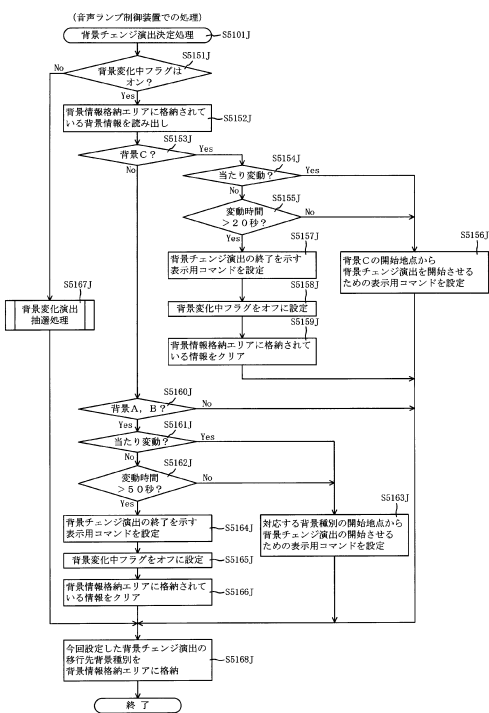 (音声ランプ制御装置での処理)
背景チェンジ演出決定処理
S5101J
S5151J
背景変化中フラグは
オン?
No
Yes
背景情報格納エリアに格納されて
いる背景情報を読み出し
S5152J
S5153J
背景C?
Yes
No
S5154J
当たり変動?
Yes
No
S5155J
変動時間
>20秒?
No
Yes
S5156J
背景Cの開始地点から
背景チェンジ演出を開始させる
ための表示用コマンドを設定
S5157J
背景チェンジ演出の終了を示す
表示用コマンドを設定
S5158J
背景変化中フラグをオフに設定
S5159J
背景情報格納エリアに格納されて
いる情報をクリア
S5167J
背景変化演出
抽選処理
S5160J
背景A,B?
No
Yes
S5161J
当たり変動?
Yes
No
S5162J
変動時間
>50秒?
No
Yes
S5163J
対応する背景種別の開始地点から
背景チェンジ演出の開始させる
ための表示用コマンドを設定
背景チェンジ演出の終了を示す
表示用コマンドを設定
S5164J
背景変化中フラグをオフに設定
S5165J
背景情報格納エリアに格納されて
いる情報をクリア
S5166J
今回設定した背景チェンジ演出の
移行先背景種別を
背景情報格納エリアに格納
S5168J
終了